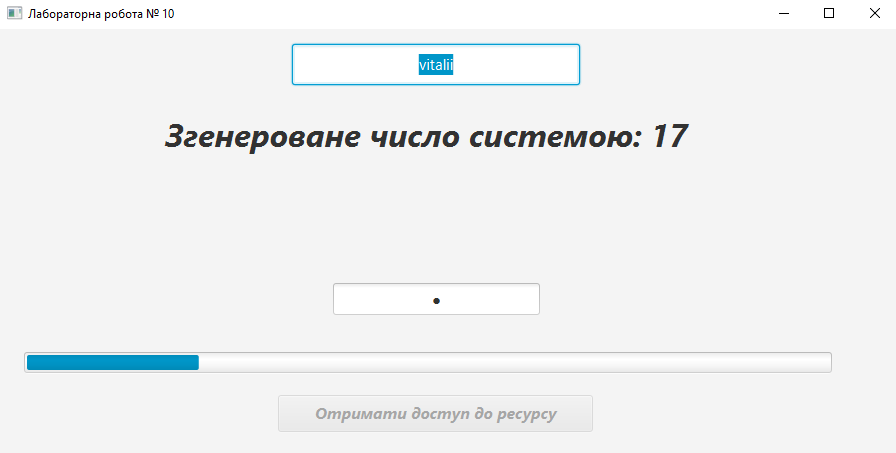 Лабораторна робота № 10
vitalii
Згенероване число системою: 17
•
Отримати доступ до ресурсу